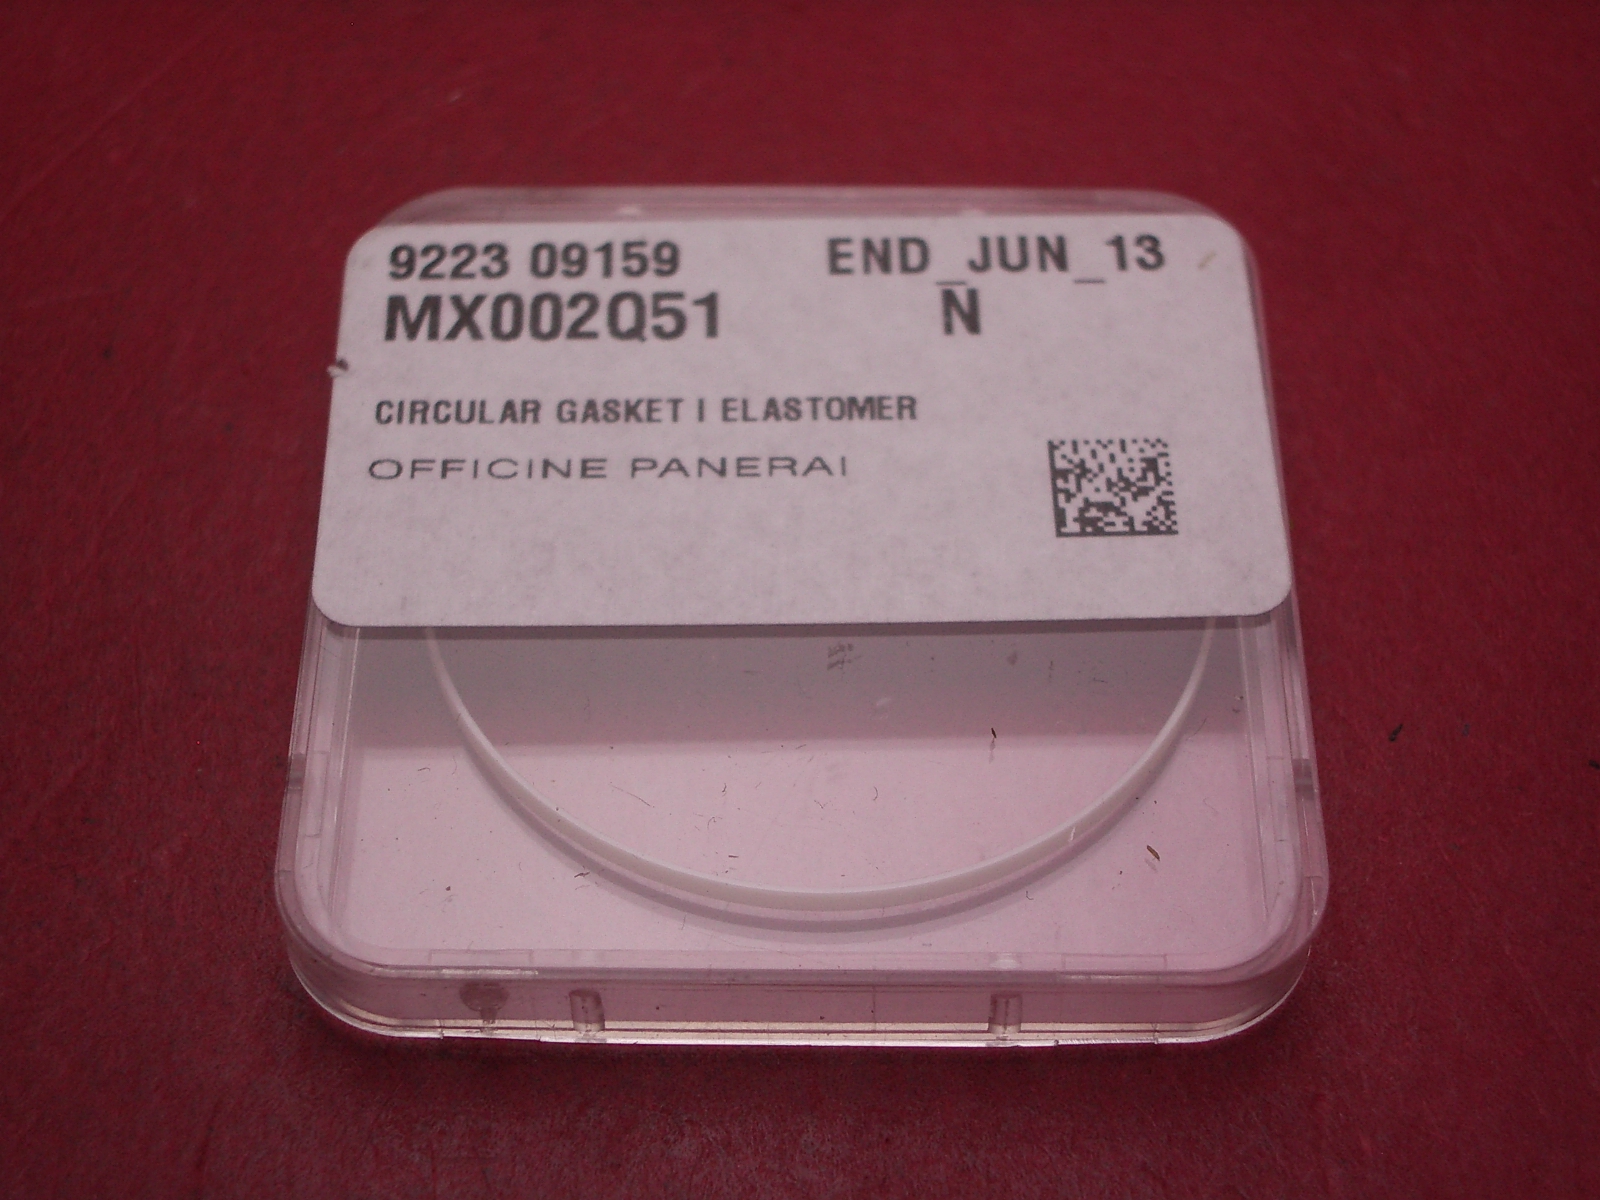 9223 09159 END_JUN_13
MX002Q51 N
CIRCULAR GASKET I ELASTOMER
OFFICINE PANERAI